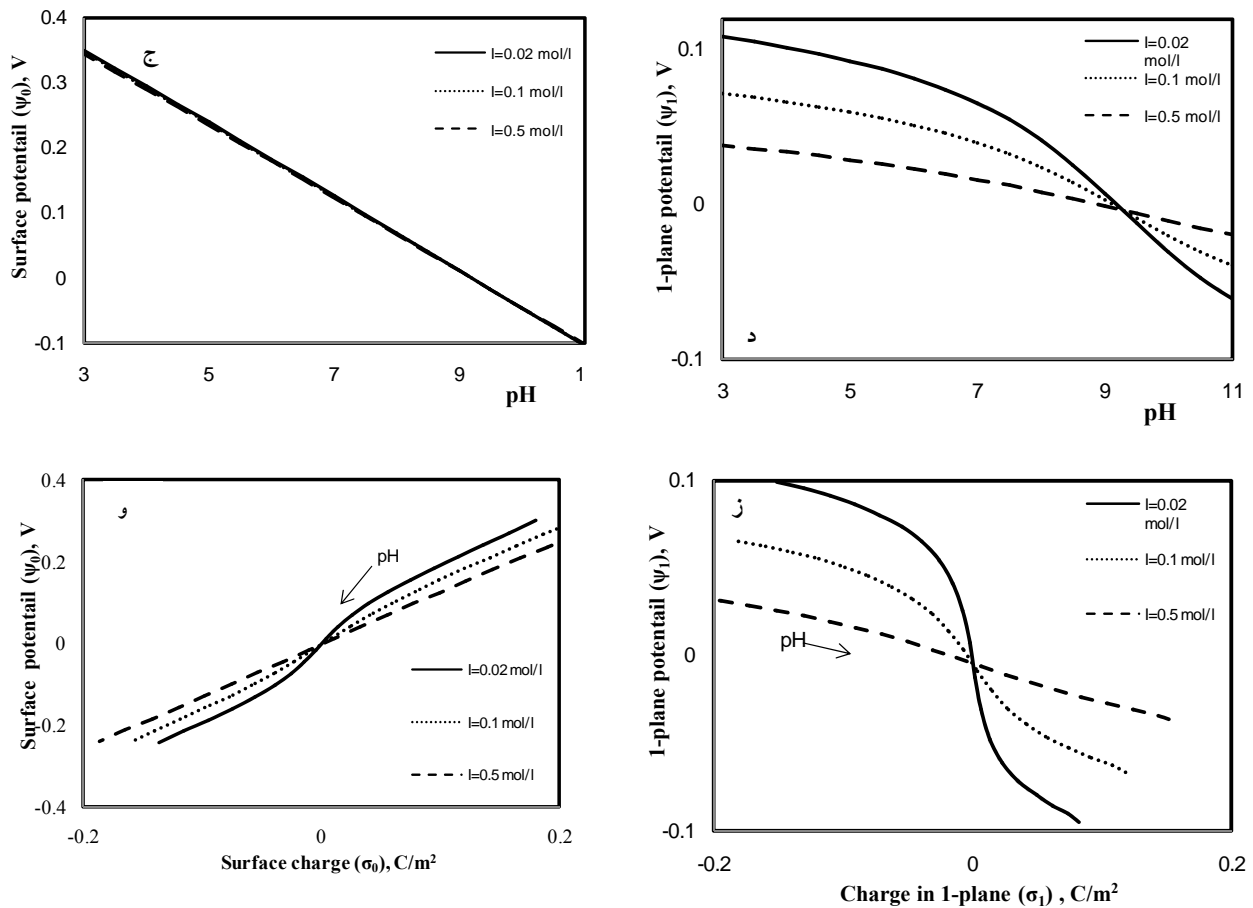 0.4
0.3
0.2
0.1
0
-0.1
Surface potentail (ψ0), V
ج
I=0.02 mol/l
I=0.1 mol/l
I=0.5 mol/l
3
5
7
9
1
pH
0.1
0
-0.1
1-plane potentail (ψ1), V
I=0.02
mol/l
I=0.1 mol/l
I=0.5 mol/l
د
3
5
7
9
11
pH
0.4
0.2
0
-0.2
-0.4
Surface potentail (ψ0), V
و
pH
I=0.02 mol/l
I=0.1 mol/l
I=0.5 mol/l
-0.2
0
0.2
Surface charge (σ0), C/m²
0.1
0
-0.1
1-plane potentail (ψ1), V
ز
I=0.02
mol/l
I=0.1 mol/l
I=0.5 mol/l
pH
-0.2
0
0.2
Charge in 1-plane (σ1) , C/m²